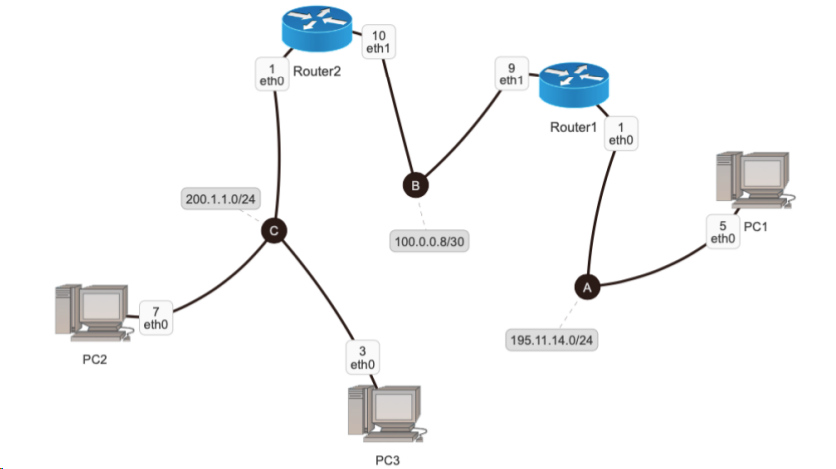 10
eth1
1
eth0
Router2
9
eth1
Router1
1
eth0
B
200.1.1.0/24
C
100.0.0.8/30
5
eth0
PC1
A
7
eth0
195.11.14.0/24
PC2
3
eth0
PC3